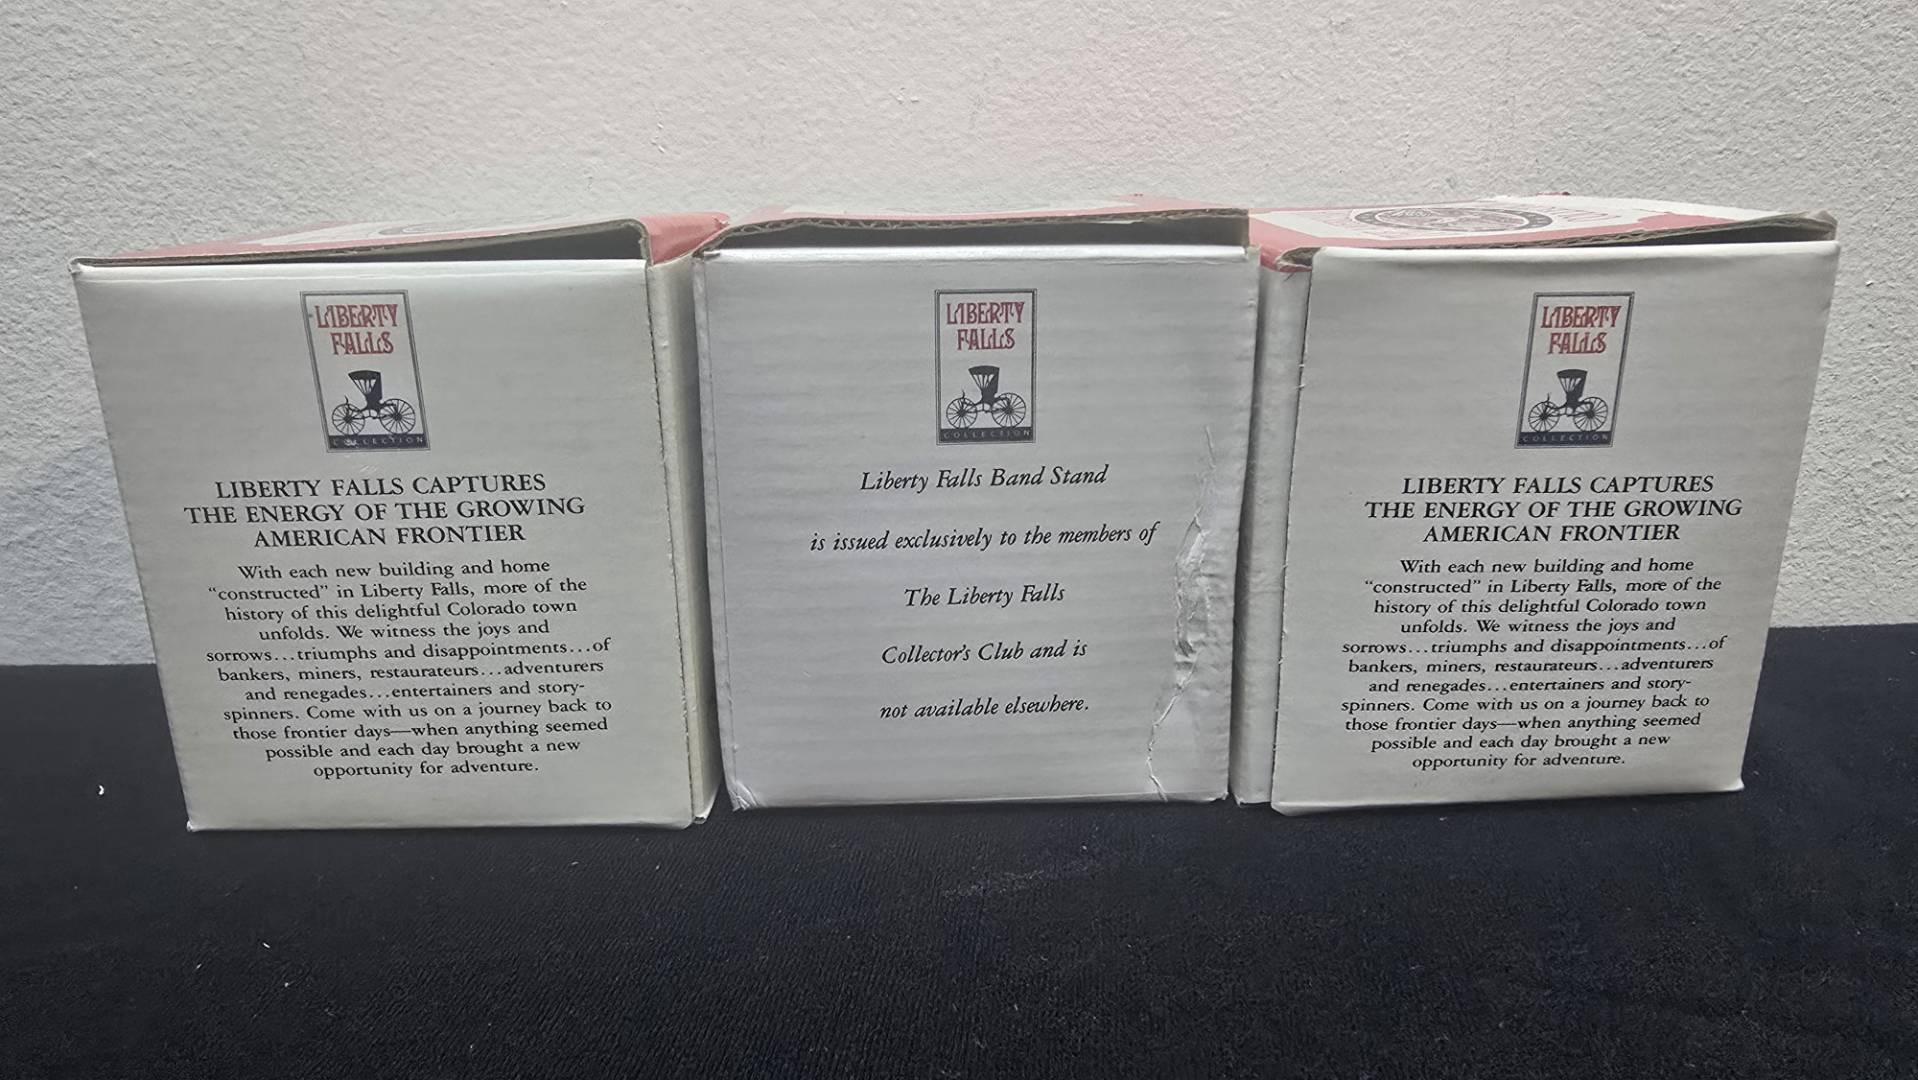 LIBERTY
FALLS
COLLECTION
LIBERTY FALLS CAPTURES
THE ENERGY OF THE GROWING
AMERICAN FRONTIER
With each new building and home
“constructed” in Liberty Falls, more of the
history of this delightful Colorado town
unfolds. We witness the joys and
sorrows...triumphs and disappointments...of
bankers, miners, restaurateurs...adventurers
and renegades...entertainers and story-
spinners. Come with us on a journey back to
those frontier days—when anything seemed
possible and each day brought a new
opportunity for adventure.
LIBERTY
FALLS
COLLECTION
Liberty Falls Band Stand
is issued exclusively to the members of
The Liberty Falls
Collector's Club and is
not available elsewhere.
LIBERTY
FALLS
COLLECTION
LIBERTY FALLS CAPTURES
THE ENERGY OF THE GROWING
AMERICAN FRONTIER
With each new building and home
“constructed” in Liberty Falls, more of the
history of this delightful Colorado town
unfolds. We witness the joys and
sorrows...triumphs and disappointments...of
bankers, miners, restaurateurs...adventurers
and renegades...entertainers and story-
spinners. Come with us on a journey back to
those frontier days—when anything seemed
possible and each day brought a new
opportunity for adventure.